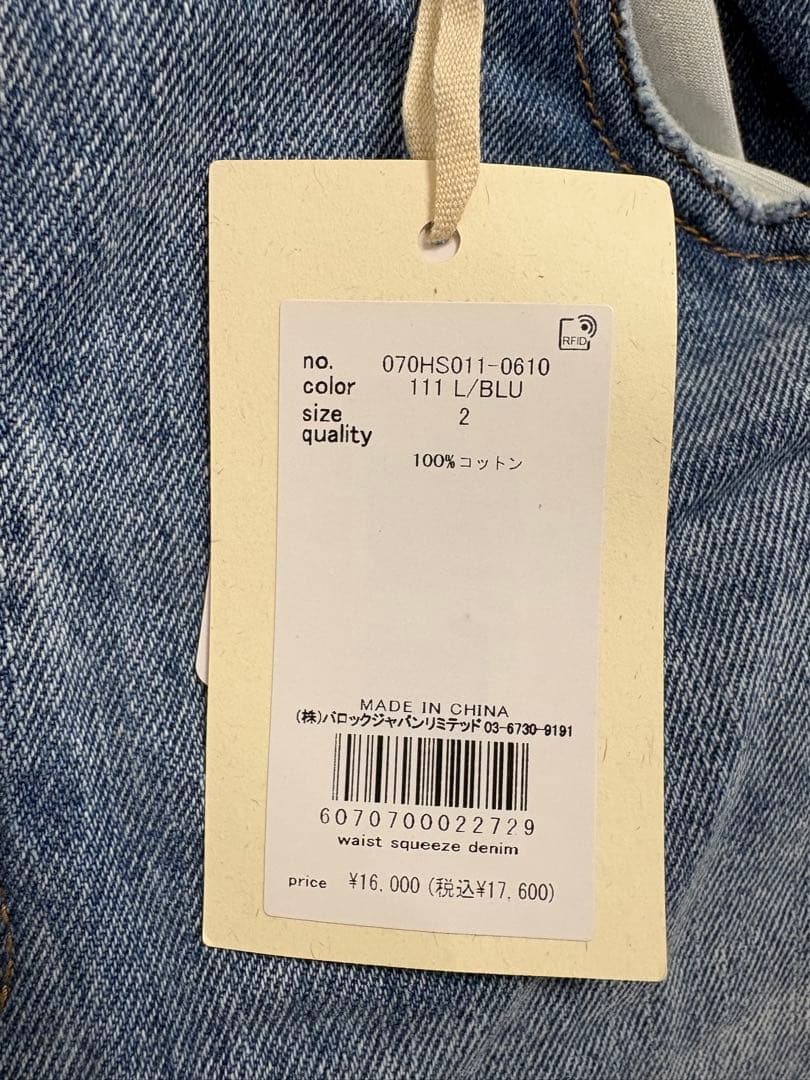 RFID
no. 070HS011-0610
color 111 L/BLU
size 2
quality
100%コットン
MADE IN CHINA
(株)バロックジャパンリミテッド 03-6730-9191
6070700022729
waist squeeze denim
price ¥16,000 (税込¥17,600)